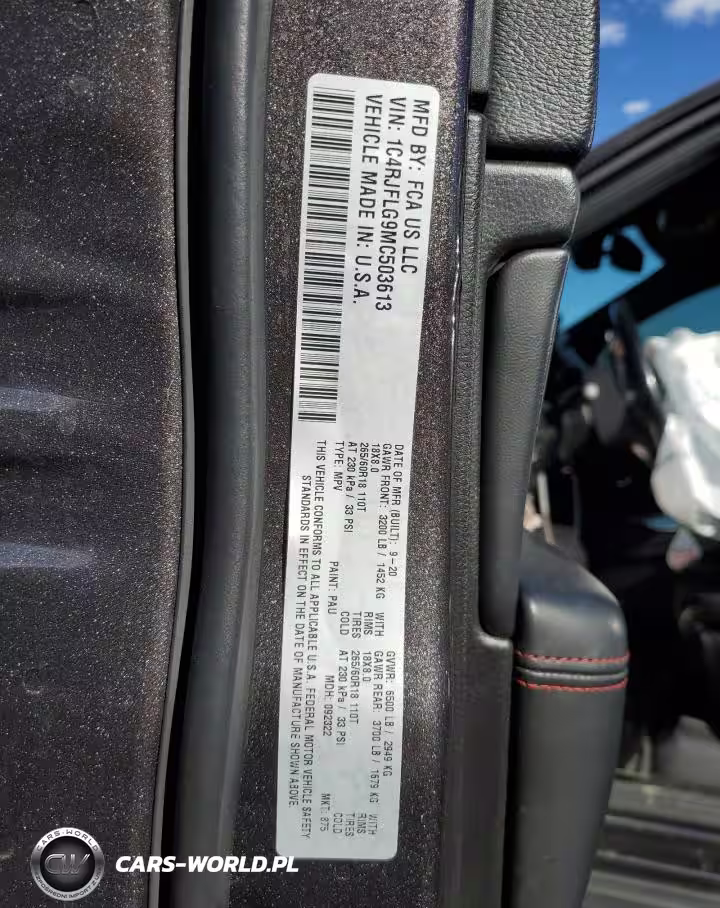 MFD BY: FCA US LLC
VIN: 1C4RJFLG9MC503613
VEHICLE MADE IN: U.S.A.
DATE OF MFR (BUILT): 9-20 GVWR: 6500 LB / 2949 KG
GAWR FRONT: 3200 LB / 1452 KG WITH GAWR REAR 3700 LB / 1679 KG WITH
18X8.0 RIMS 18X8.0 RIMS
265/60R18 110T TIRES 265/60R18 110T TIRES
AT 230 kPa / 33 PSI COLD AT 230 kPa / 33 PSI COLD
TYPE: MPV PAINT: PAU MDH: 092322 MKT: 875
THIS VEHICLE CONFORMS TO ALL APPLICABLE U.S.A. FEDERAL MOTOR VEHICLE SAFETY
STANDARDS IN EFFECT ON THE DATE OF MANUFACTURE SHOWN ABOVE.
CARS-WORLD
CW
CARS-WORLD.PL